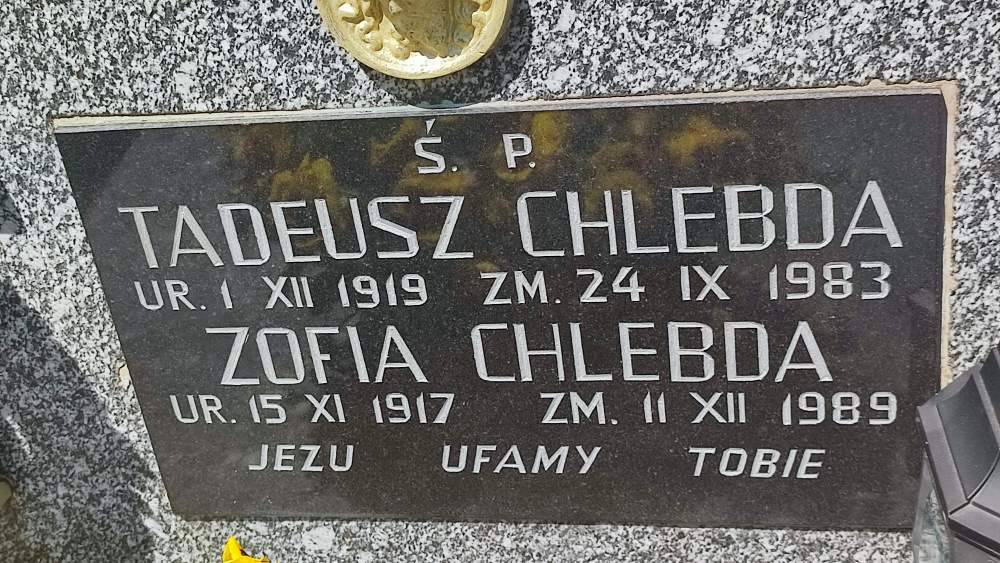 Ś. P.
TADEUSZ CHLEBDA
UR. 1 XII 1919 ZM. 24 IX 1983
ZOFIA CHLEBDA
UR. 15 XI 1917 ZM. 11 XII 1989
JEZU UFAMY TOBIE